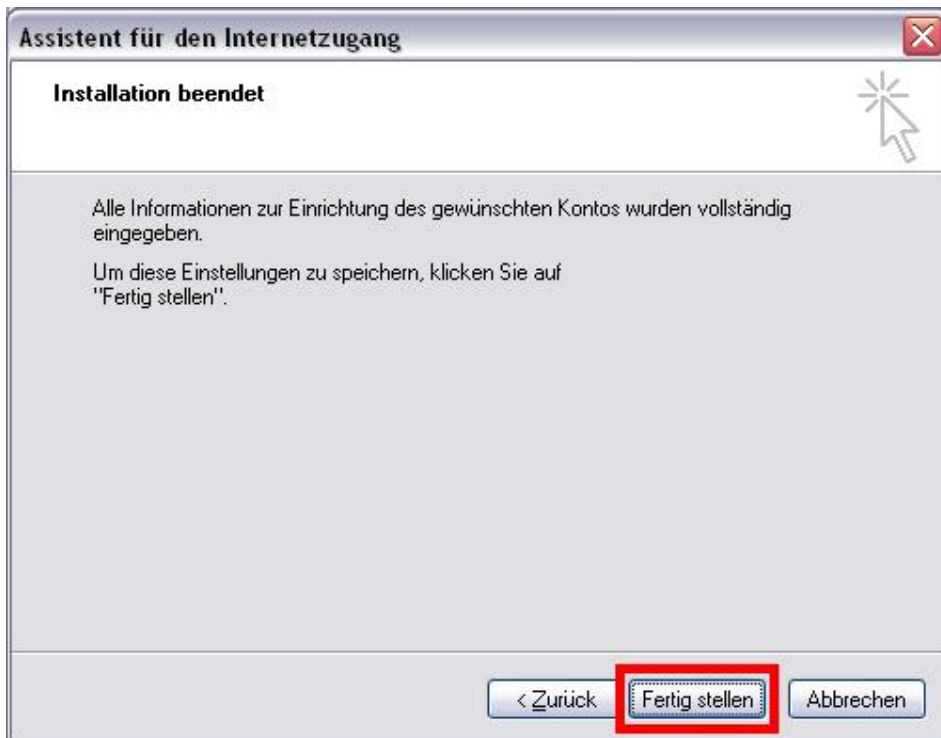 Assistent für den Internetzugang
Installation beendet
Alle Informationen zur Einrichtung des gewünschten Kontos wurden vollständig
eingegeben.
Um diese Einstellungen zu speichern, klicken Sie auf
"Fertig stellen".
< Zurück Fertig stellen Abbrechen